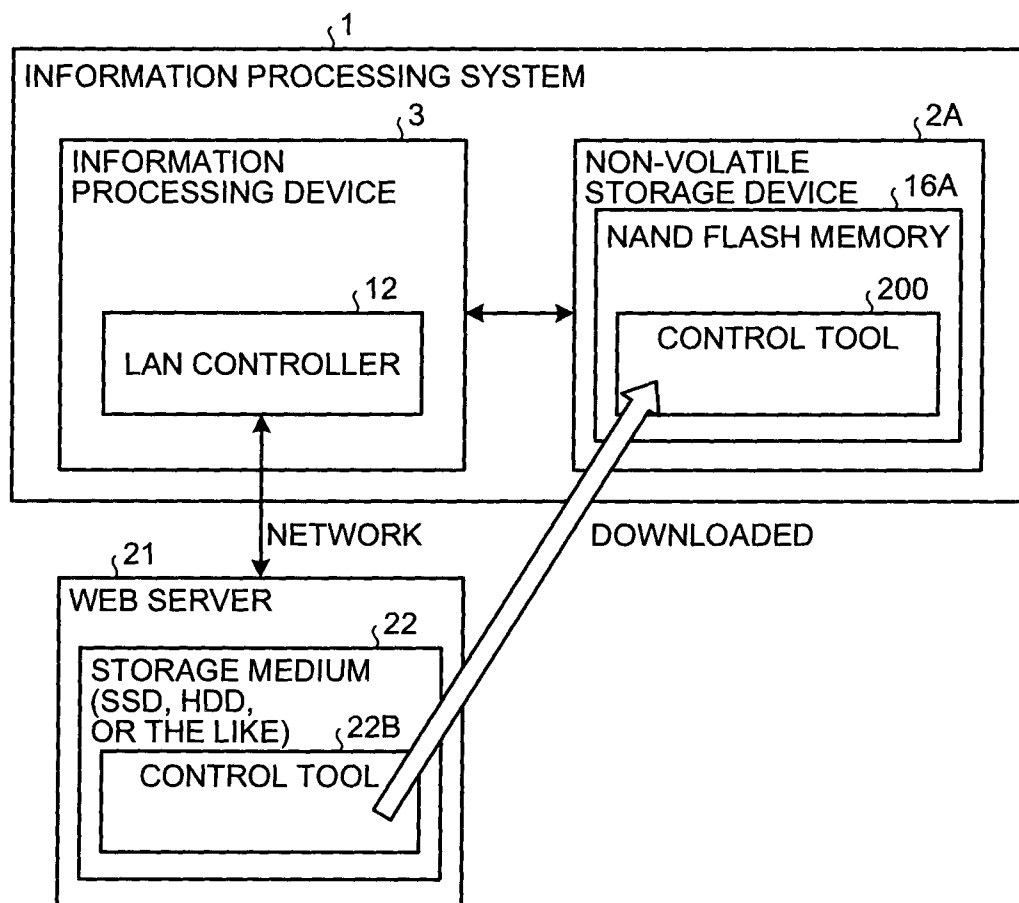 1
INFORMATION PROCESSING SYSTEM
3
INFORMATION
PROCESSING DEVICE
12
LAN CONTROLLER
2A
NON-VOLATILE
STORAGE DEVICE
16A
NAND FLASH MEMORY
200
CONTROL TOOL
NETWORK
DOWNLOADED
21
WEB SERVER
22
STORAGE MEDIUM
(SSD, HDD,
OR THE LIKE)
22B
CONTROL TOOL